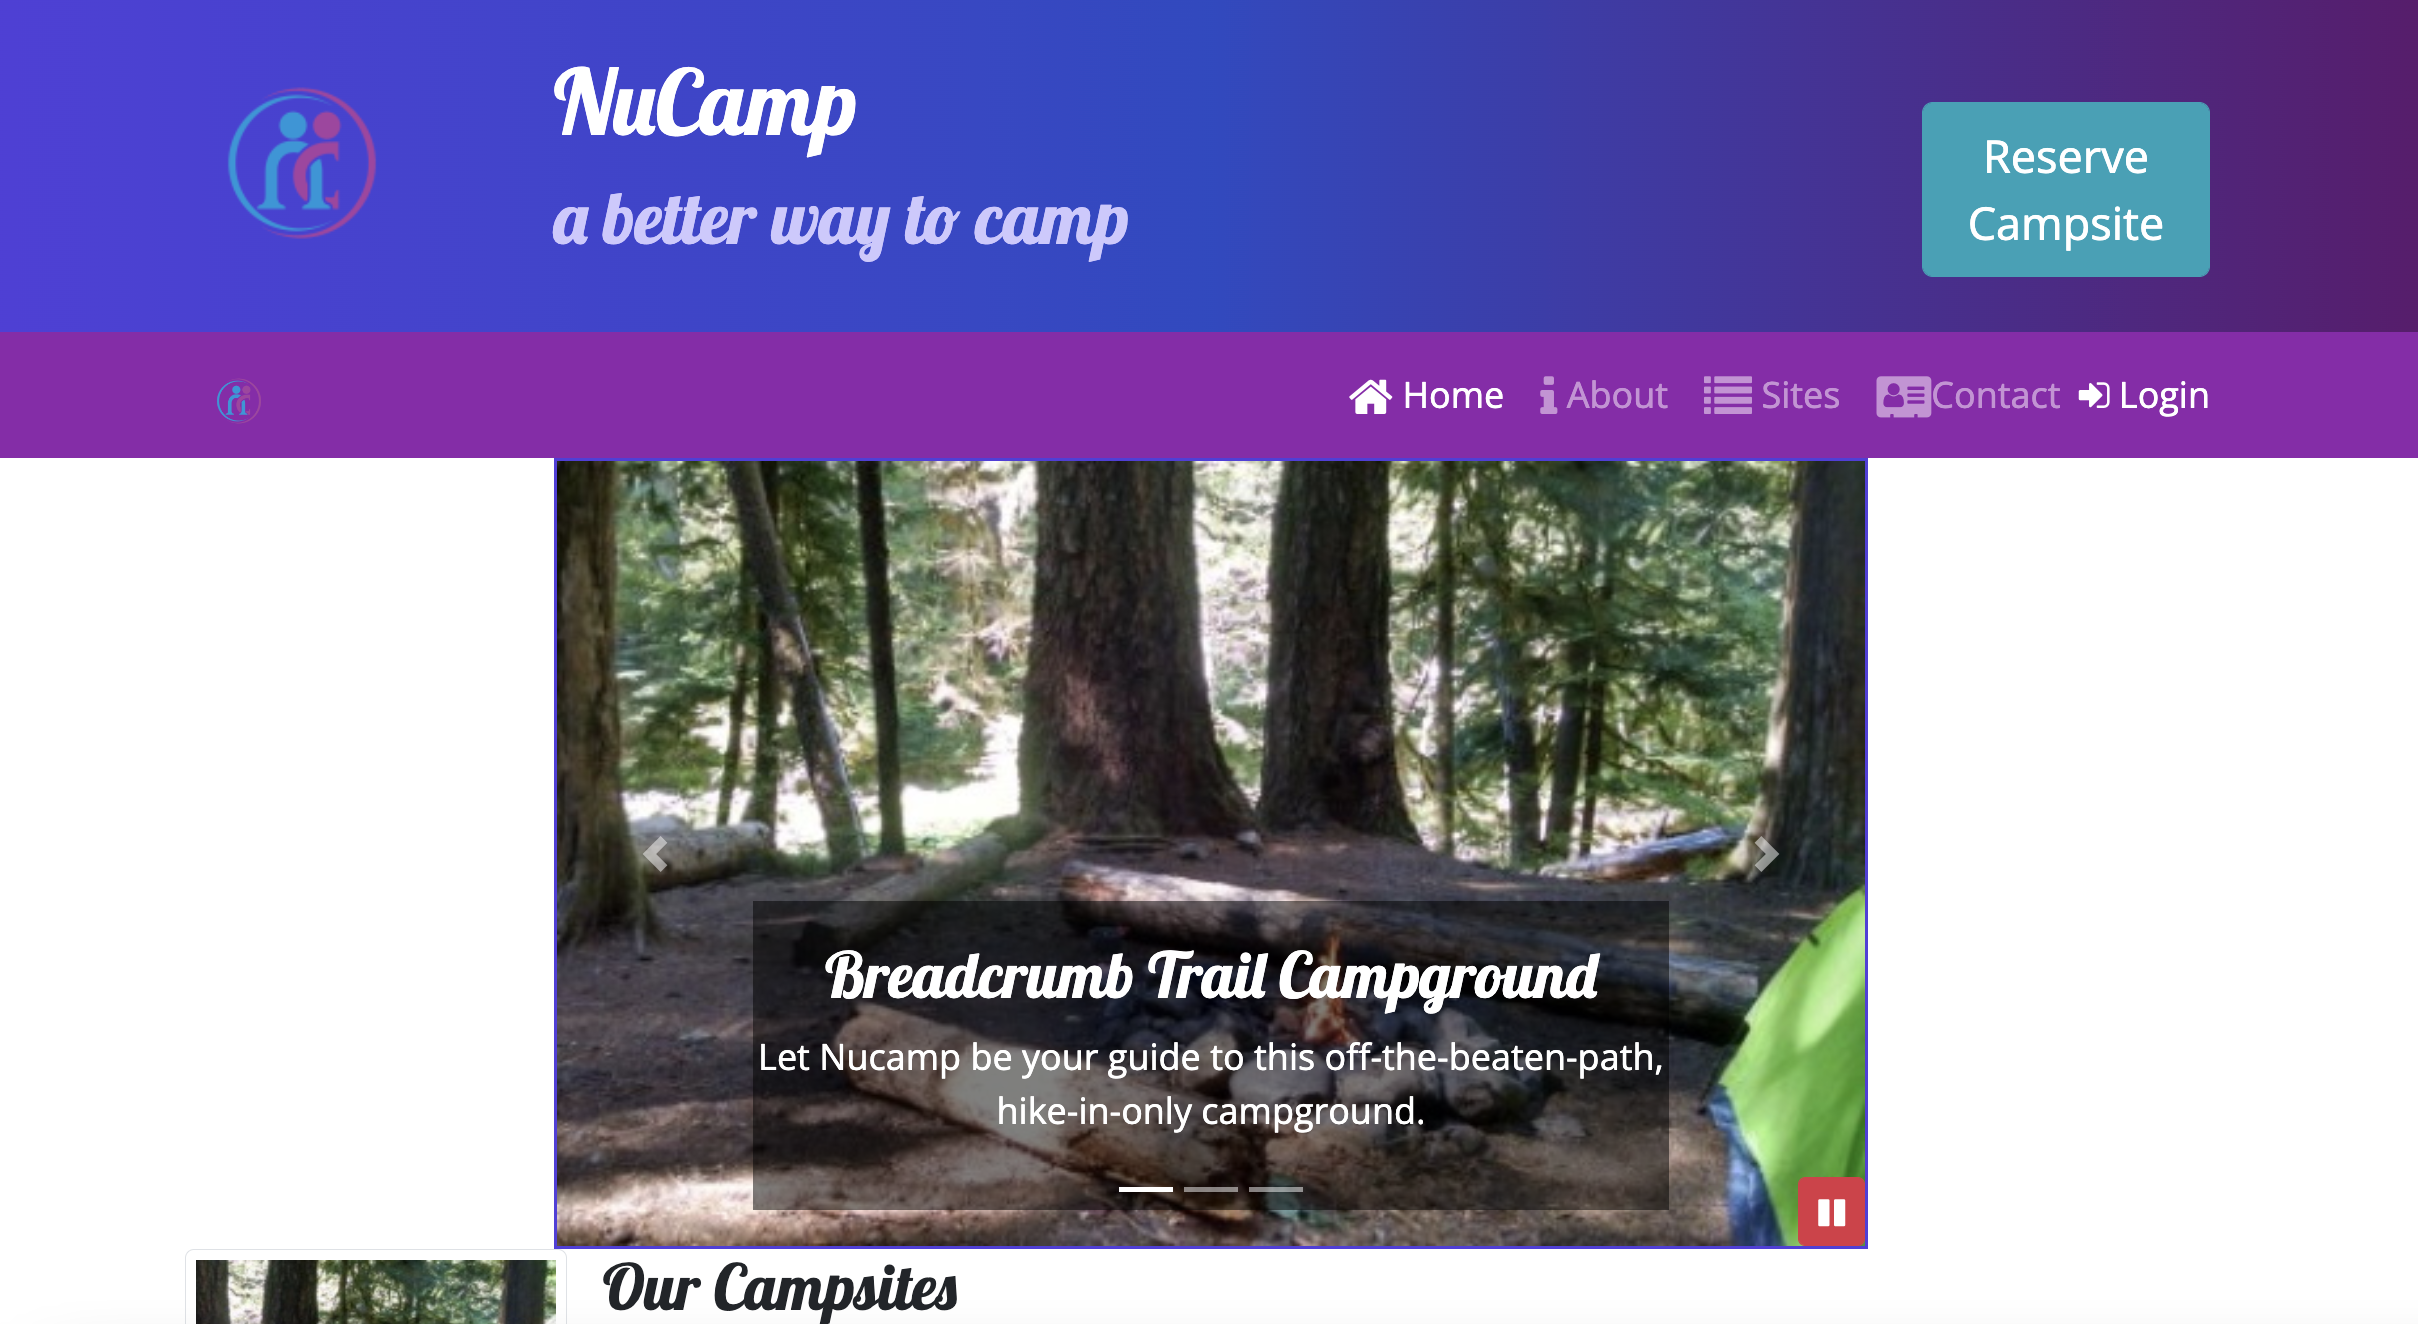 NuCamp
a better way to camp
Reserve
Campsite
Home About Sites Contact Login
Breadcrumb Trail Campground
Let Nucamp be your guide to this off-the-beaten-path,
hike-in-only campground.
Our Campsites